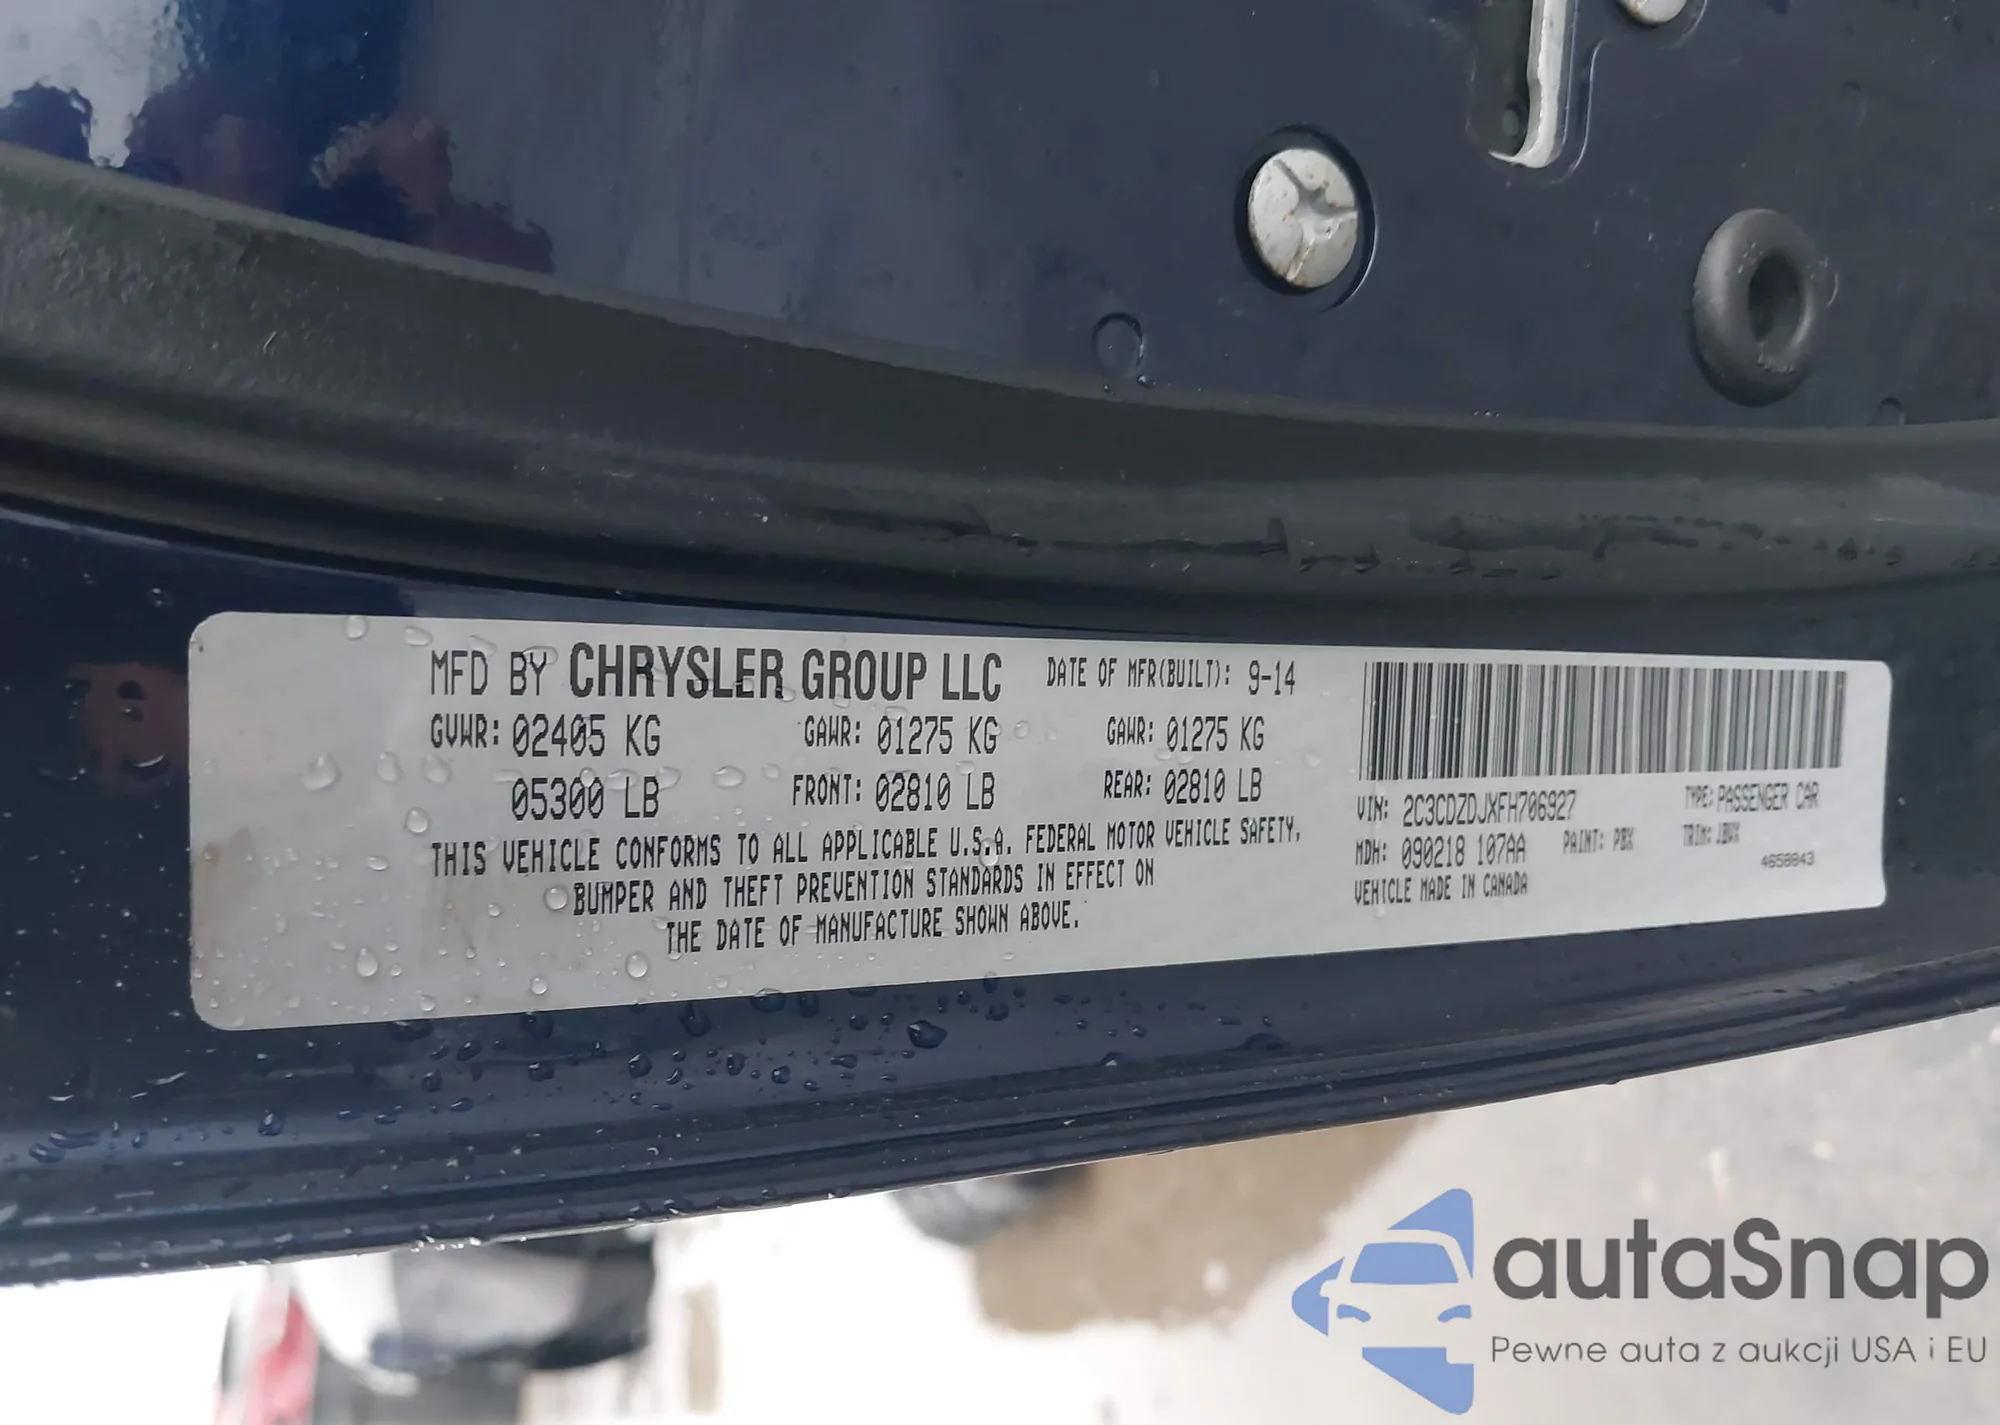 MFD BY CHRYSLER GROUP LLC DATE OF MFR(BUILT): 9-14
GVWR: 02405 KG GAWR: 01275 KG GAWR: 01275 KG
05300 LB FRONT: 02810 LB REAR: 02810 LB
THIS VEHICLE CONFORMS TO ALL APPLICABLE U.S.A. FEDERAL MOTOR VEHICLE SAFETY,
BUMPER AND THEFT PREVENTION STANDARDS IN EFFECT ON
THE DATE OF MANUFACTURE SHOWN ABOVE.
VIN: 2C3CDZDJXFH706927 TYPE: PASSENGER CAR
MDH: 090218 107AA PAINT: PBX TRIM: JBVX
4658843
VEHICLE MADE IN CANADA
autaSnap
Pewne auta z aukcji USA i EU